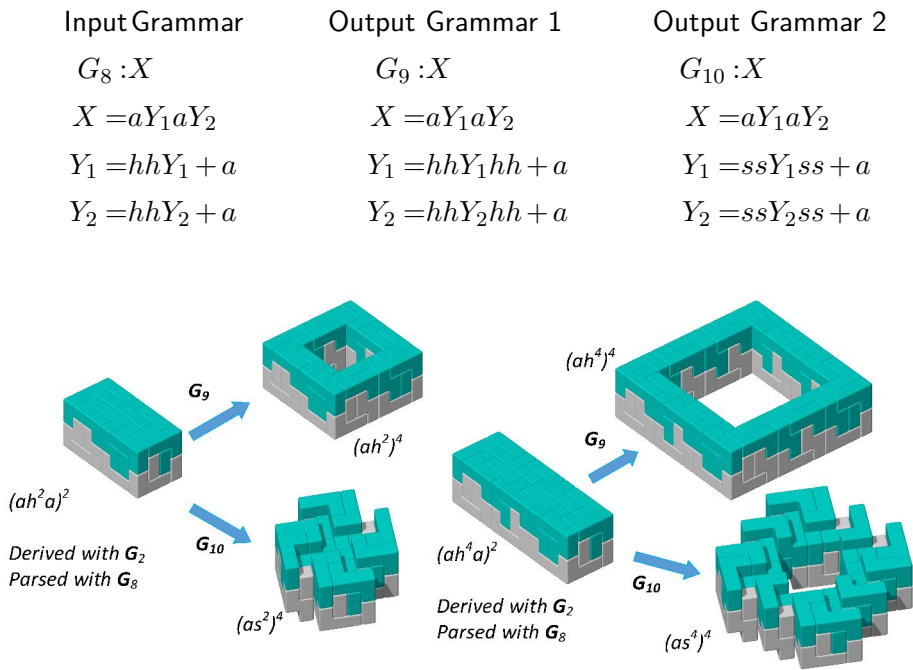 Input Grammar Output Grammar 1 Output Grammar 2
G₈ : X G₉ : X G₁₀ : X
X = aY₁aY₂ X = aY₁aY₂ X = aY₁aY₂
Y₁ = hhY₁ + a Y₁ = hhY₁hh + a Y₁ = ssY₁ss + a
Y₂ = hhY₂ + a Y₂ = hhY₂hh + a Y₂ = ssY₂ss + a
G₉
(ah²)⁴
(ah²a)²
G₁₀
Derived with G₂
Parsed with G₈
(as²)⁴
(ah⁴)⁴
G₉
(ah⁴a)²
G₁₀
Derived with G₂
Parsed with G₈
(as⁴)⁴